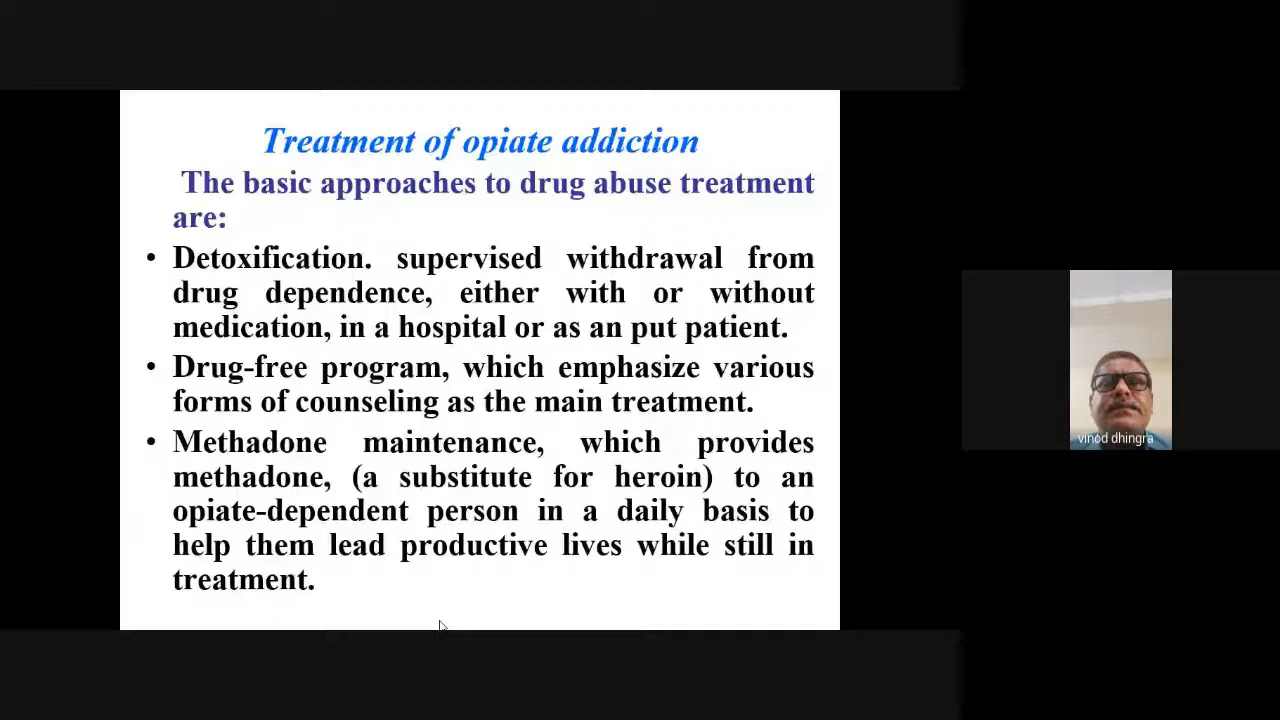 Treatment of opiate addiction
The basic approaches to drug abuse treatment
are:
• Detoxification. supervised withdrawal from
drug dependence, either with or without
medication, in a hospital or as an put patient.
• Drug-free program, which emphasize various
forms of counseling as the main treatment.
• Methadone maintenance, which provides
methadone, (a substitute for heroin) to an
opiate-dependent person in a daily basis to
help them lead productive lives while still in
treatment.
vinod dhingra